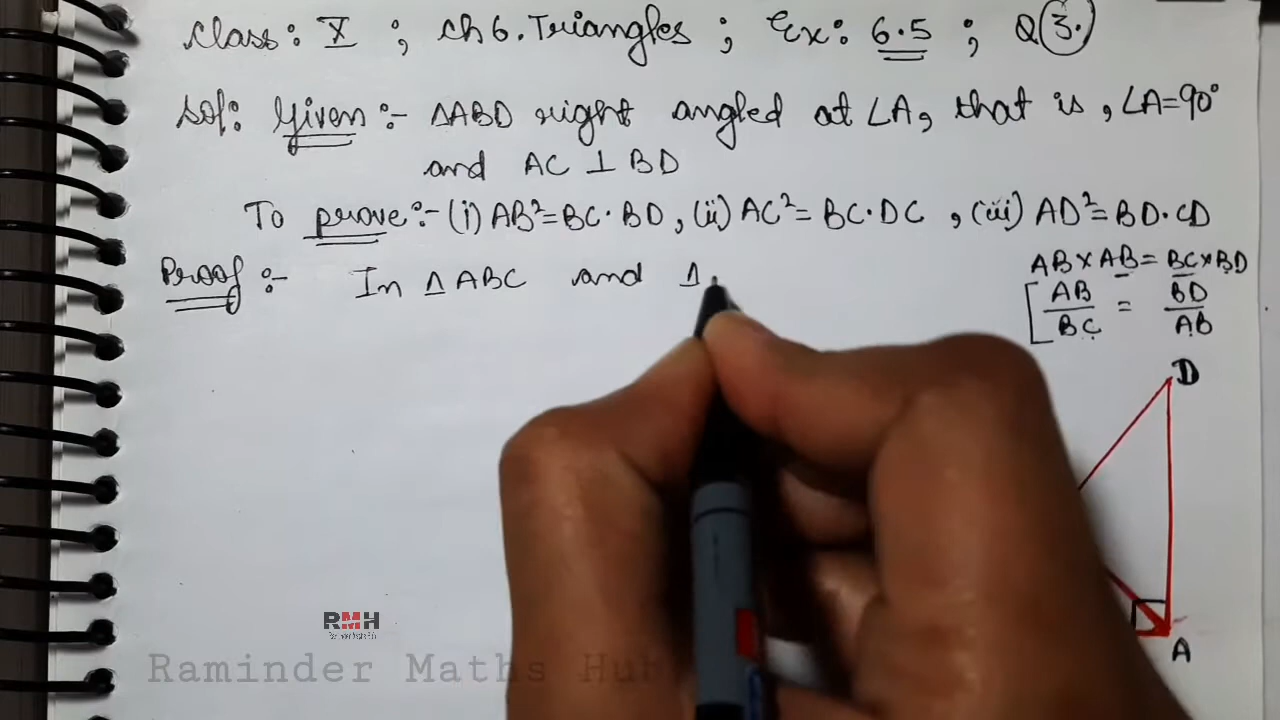 Class: X ; Ch 6. Triangles ; Ex: 6.5 ; Q 3.
Sol: Given :- ΔABD right angled at ∠A, that is, ∠A=90°
and AC ⊥ BD
To prove :- (i) AB²=BC·BD, (ii) AC²=BC·DC, (iii) AD²=BD·CD
Proof :- In Δ ABC and Δ
AB×AB=BC×BD
[AB/BC = BD/AB
D
A
RMH
Raminder Maths Hub